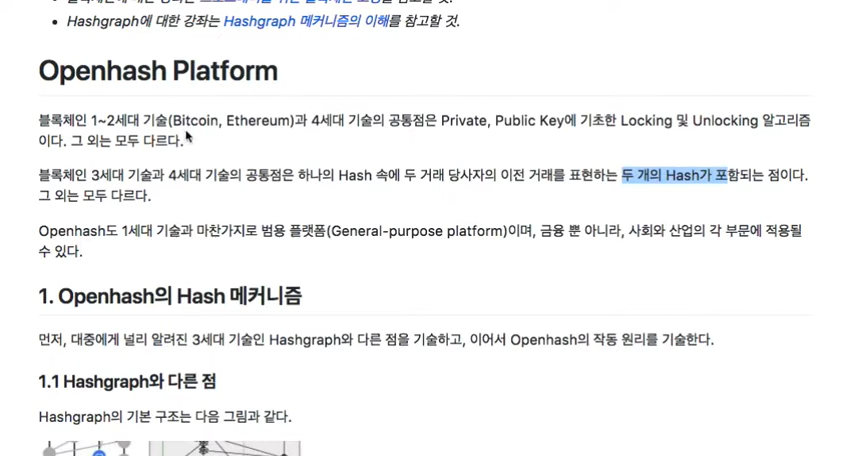 Hashgraph에 대한 강좌는 Hashgraph 메커니즘의 이해를 참고할 것.
Openhash Platform
블록체인 1~2세대 기술(Bitcoin, Ethereum)과 4세대 기술의 공통점은 Private, Public Key에 기초한 Locking 및 Unlocking 알고리즘
이다. 그 외는 모두 다르다.
블록체인 3세대 기술과 4세대 기술의 공통점은 하나의 Hash 속에 두 거래 당사자의 이전 거래를 표현하는 두 개의 Hash가 포함되는 점이다.
그 외는 모두 다르다.
Openhash도 1세대 기술과 마찬가지로 범용 플랫폼(General-purpose platform)이며, 금융 뿐 아니라, 사회와 산업의 각 부문에 적용될
수 있다.
1. Openhash의 Hash 메커니즘
먼저, 대중에게 널리 알려진 3세대 기술인 Hashgraph와 다른 점을 기술하고, 이어서 Openhash의 작동 원리를 기술한다.
1.1 Hashgraph와 다른 점
Hashgraph의 기본 구조는 다음 그림과 같다.